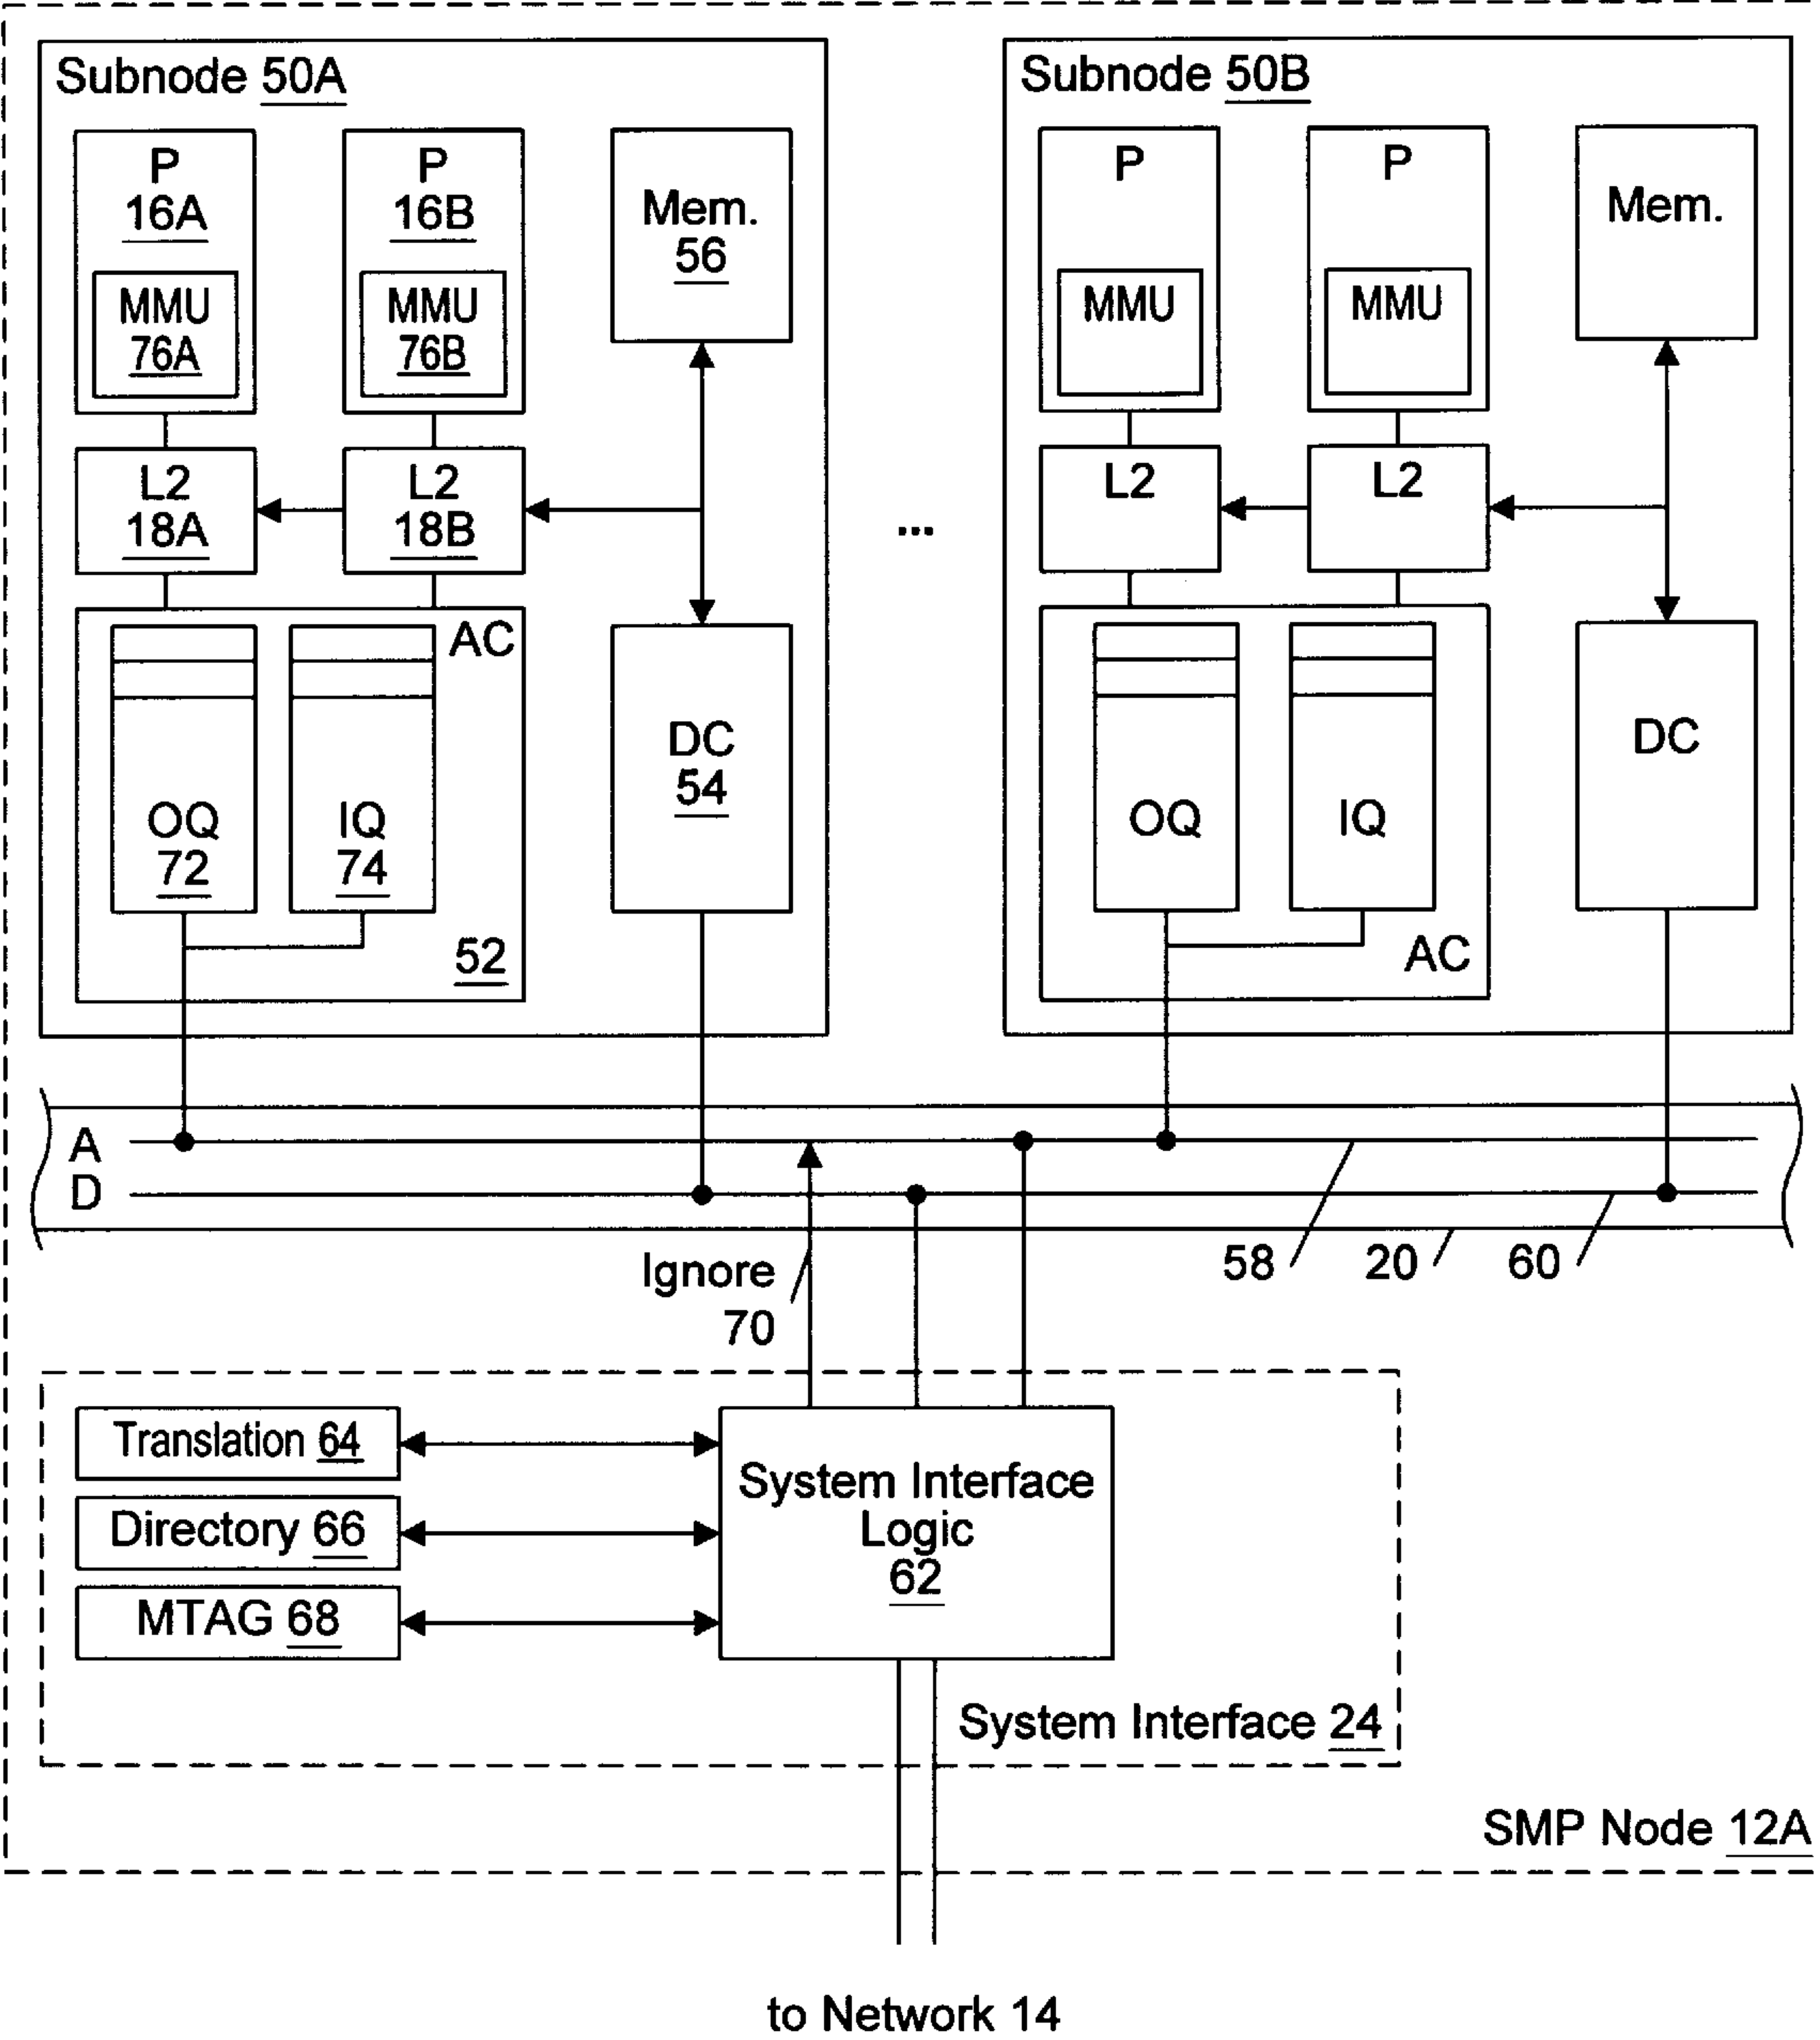 Subnode 50A
P
16A
MMU
76A
P
16B
MMU
76B
Mem.
56
L2
18A
L2
18B
AC
OQ
72
IQ
74
52
DC
54
...
Subnode 50B
P
MMU
P
MMU
Mem.
L2
L2
OQ
IQ
AC
DC
A
D
Ignore
70
58
20
60
Translation 64
Directory 66
MTAG 68
System Interface
Logic
62
System Interface 24
SMP Node 12A
to Network 14